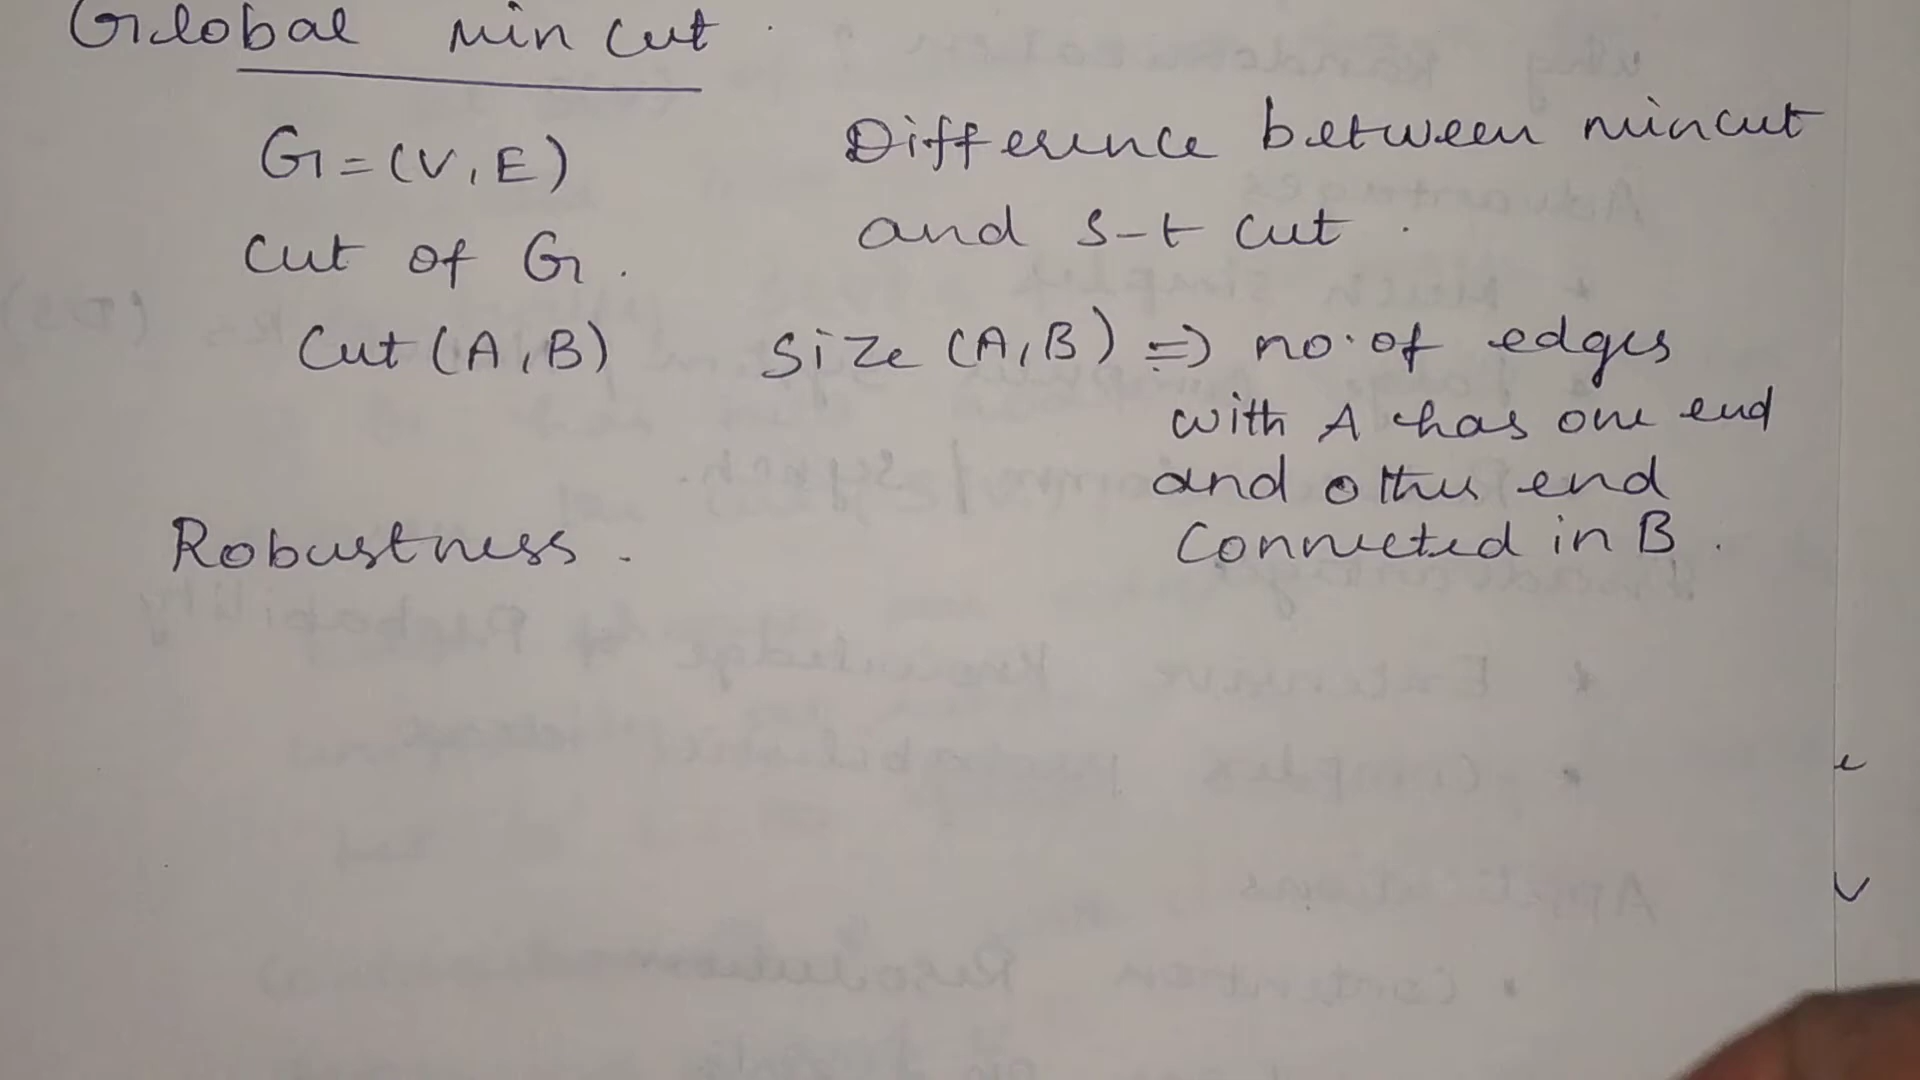 Global min cut
G = (V, E)
Cut of G.
Cut (A, B)
Robustness.
Difference between mincut
and s-t cut.
Size (A, B) => no. of edges
with A has one end
and other end
Connected in B.